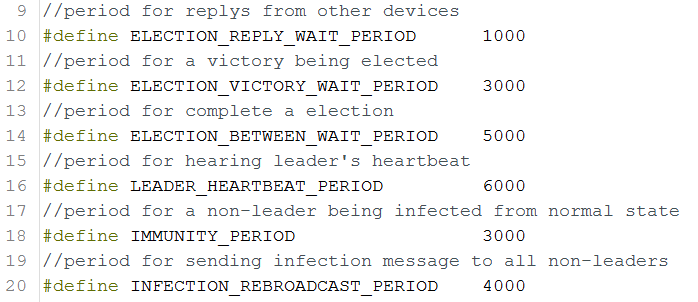 9 //period for replys from other devices
10 #define ELECTION_REPLY_WAIT_PERIOD 1000
11 //period for a victory being elected
12 #define ELECTION_VICTORY_WAIT_PERIOD 3000
13 //period for complete a election
14 #define ELECTION_BETWEEN_WAIT_PERIOD 5000
15 //period for hearing leader's heartbeat
16 #define LEADER_HEARTBEAT_PERIOD 6000
17 //period for a non-leader being infected from normal state
18 #define IMMUNITY_PERIOD 3000
19 //period for sending infection message to all non-leaders
20 #define INFECTION_REBROADCAST_PERIOD 4000